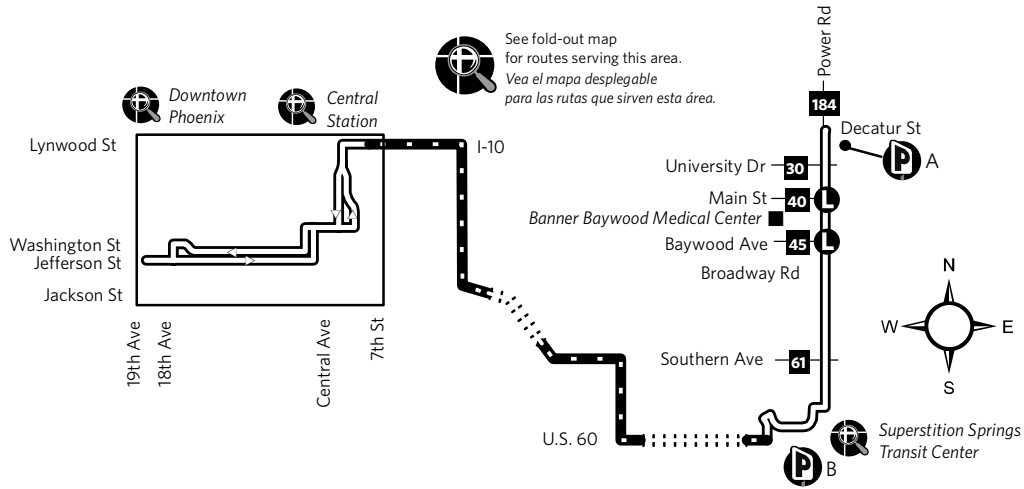 See fold-out map
for routes serving this area.
Vea el mapa desplegable
para las rutas que sirven esta área.
Power Rd
184
Downtown
Phoenix
Central
Station
Lynwood St
I-10
Decatur St
P A
University Dr
30
Main St
40
L
Banner Baywood Medical Center
Baywood Ave
45
L
Broadway Rd
Washington St
Jefferson St
Jackson St
19th Ave
18th Ave
Central Ave
7th St
N
W
E
S
Southern Ave
61
U.S. 60
Superstition Springs
Transit Center
P B